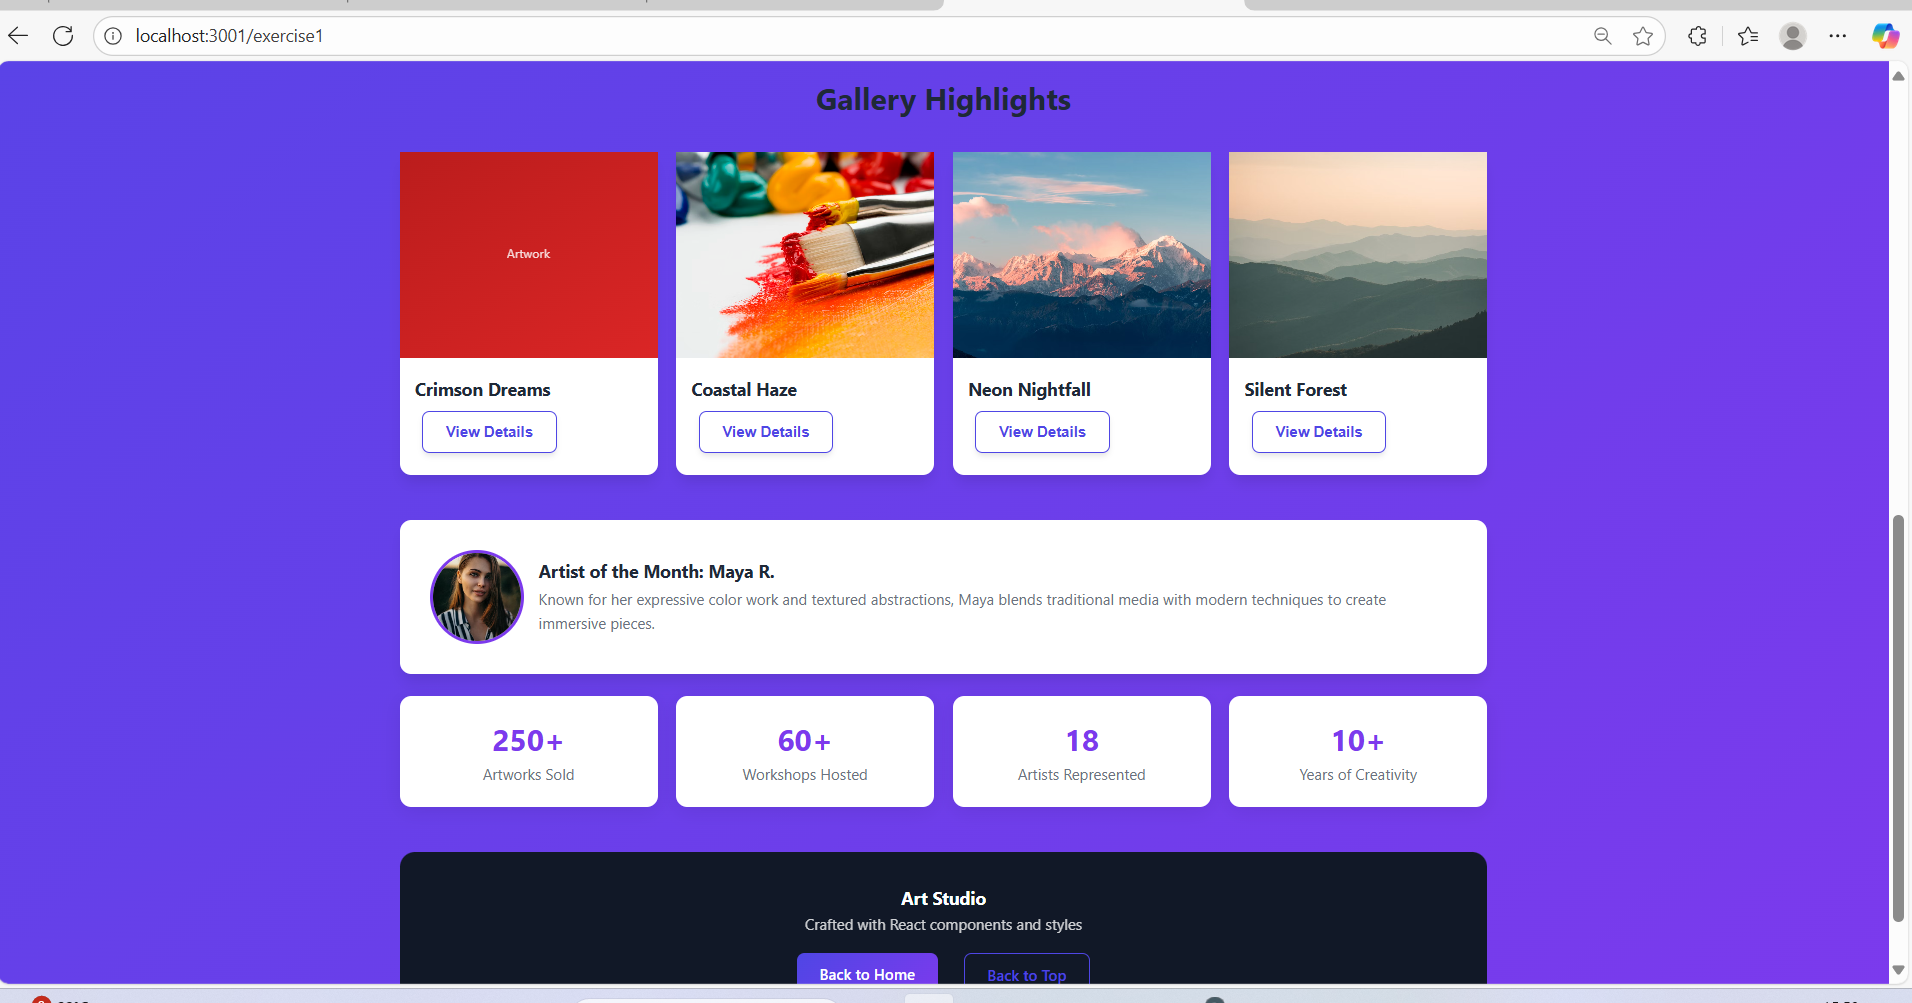 localhost:3001/exercise1
Gallery Highlights
Artwork
Crimson Dreams
View Details
Coastal Haze
View Details
Neon Nightfall
View Details
Silent Forest
View Details
Artist of the Month: Maya R.
Known for her expressive color work and textured abstractions, Maya blends traditional media with modern techniques to create
immersive pieces.
250+
Artworks Sold
60+
Workshops Hosted
18
Artists Represented
10+
Years of Creativity
Art Studio
Crafted with React components and styles
Back to Home
Back to Top